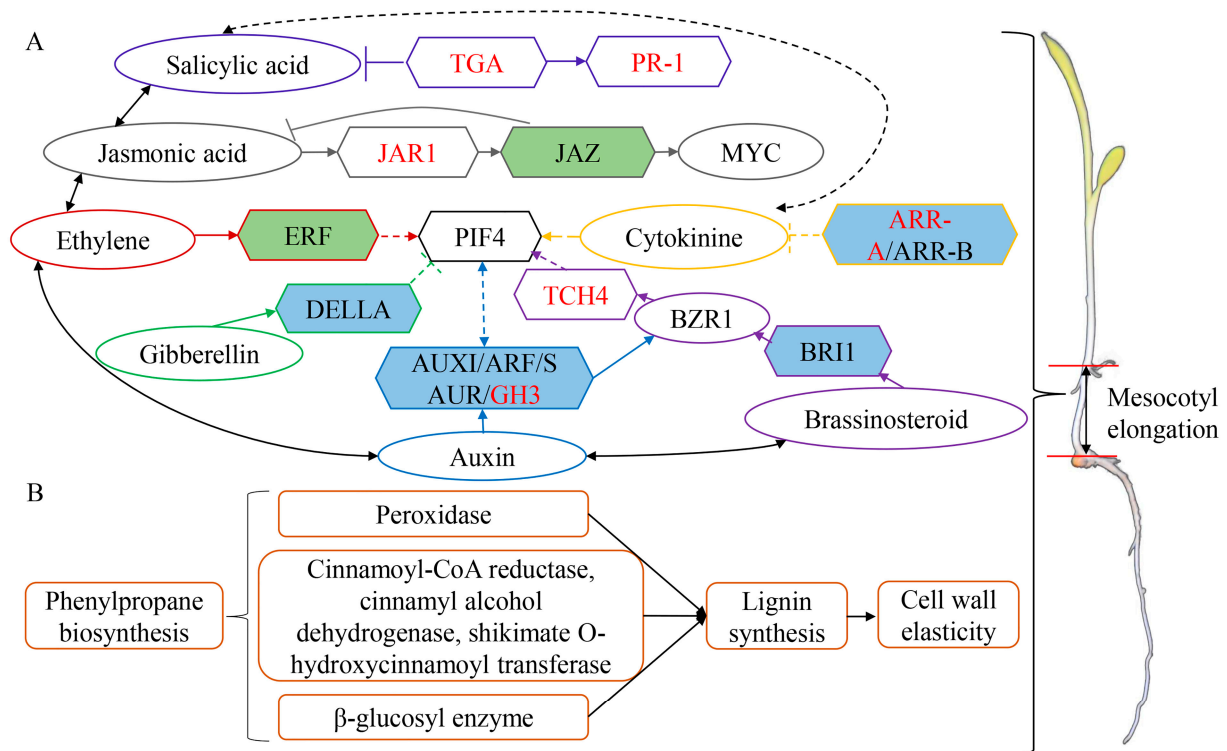 A
Salicylic acid
TGA
PR-1
Jasmonic acid
JAR1
JAZ
MYC
Ethylene
ERF
PIF4
Cytokinine
ARR-
A/ARR-B
DELLA
TCH4
BZR1
Gibberellin
AUXI/ARF/S
AUR/GH3
BRI1
Brassinosteroid
Auxin
Mesocotyl
elongation
B
Peroxidase
Phenylpropane
biosynthesis
Cinnamoyl-CoA reductase,
cinnamyl alcohol
dehydrogenase, shikimate O-
hydroxycinnamoyl transferase
Lignin
synthesis
Cell wall
elasticity
β-glucosyl enzyme